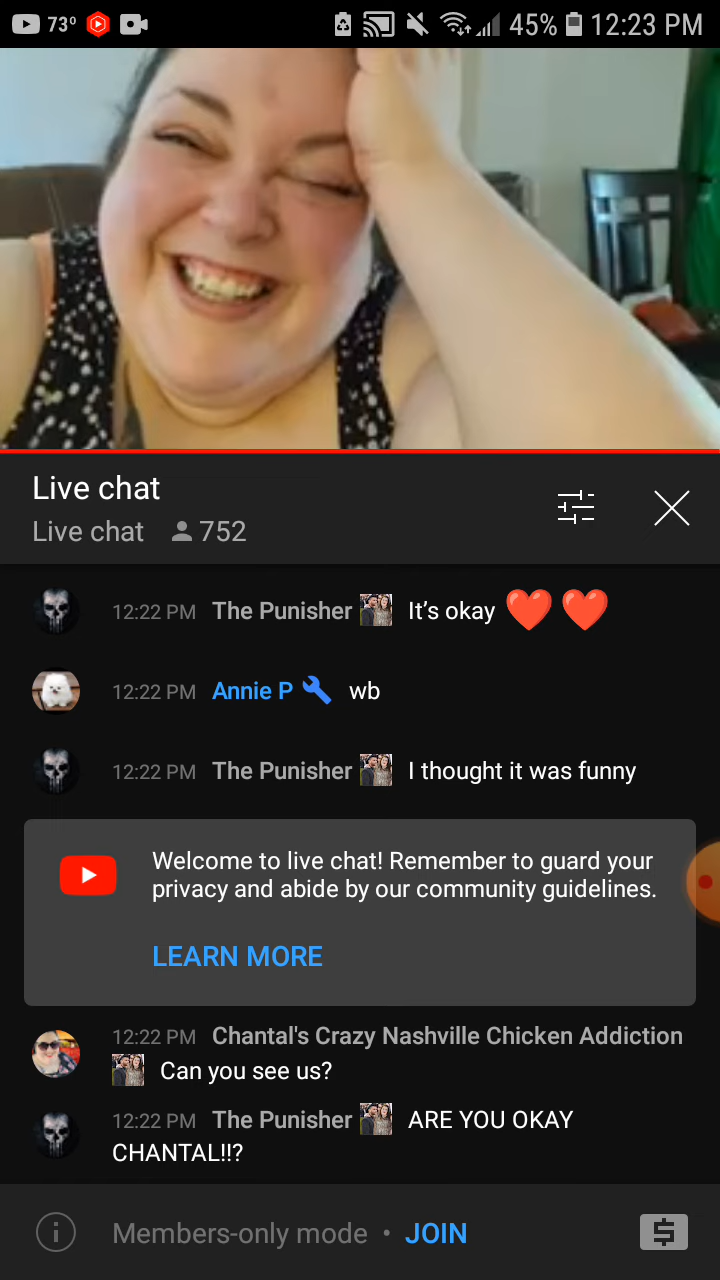 73° 45% 12:23 PM
Live chat
Live chat 752
12:22 PM The Punisher It's okay
12:22 PM Annie P wb
12:22 PM The Punisher I thought it was funny
Welcome to live chat! Remember to guard your
privacy and abide by our community guidelines.
LEARN MORE
12:22 PM Chantal's Crazy Nashville Chicken Addiction
Can you see us?
12:22 PM The Punisher ARE YOU OKAY
CHANTAL!!?
Members-only mode • JOIN